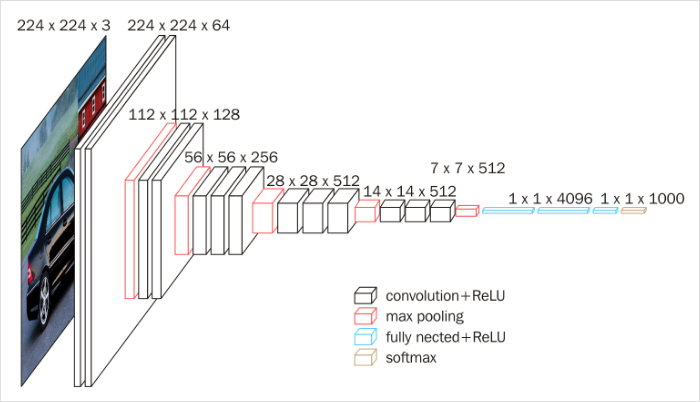 224 x 224 x 3
224 x 224 x 64
112 x 112 x 128
56 x 56 x 256
28 x 28 x 512
14 x 14 x 512
7 x 7 x 512
1 x 1 x 4096
1 x 1 x 1000
convolution+ReLU
max pooling
fully nected+ReLU
softmax